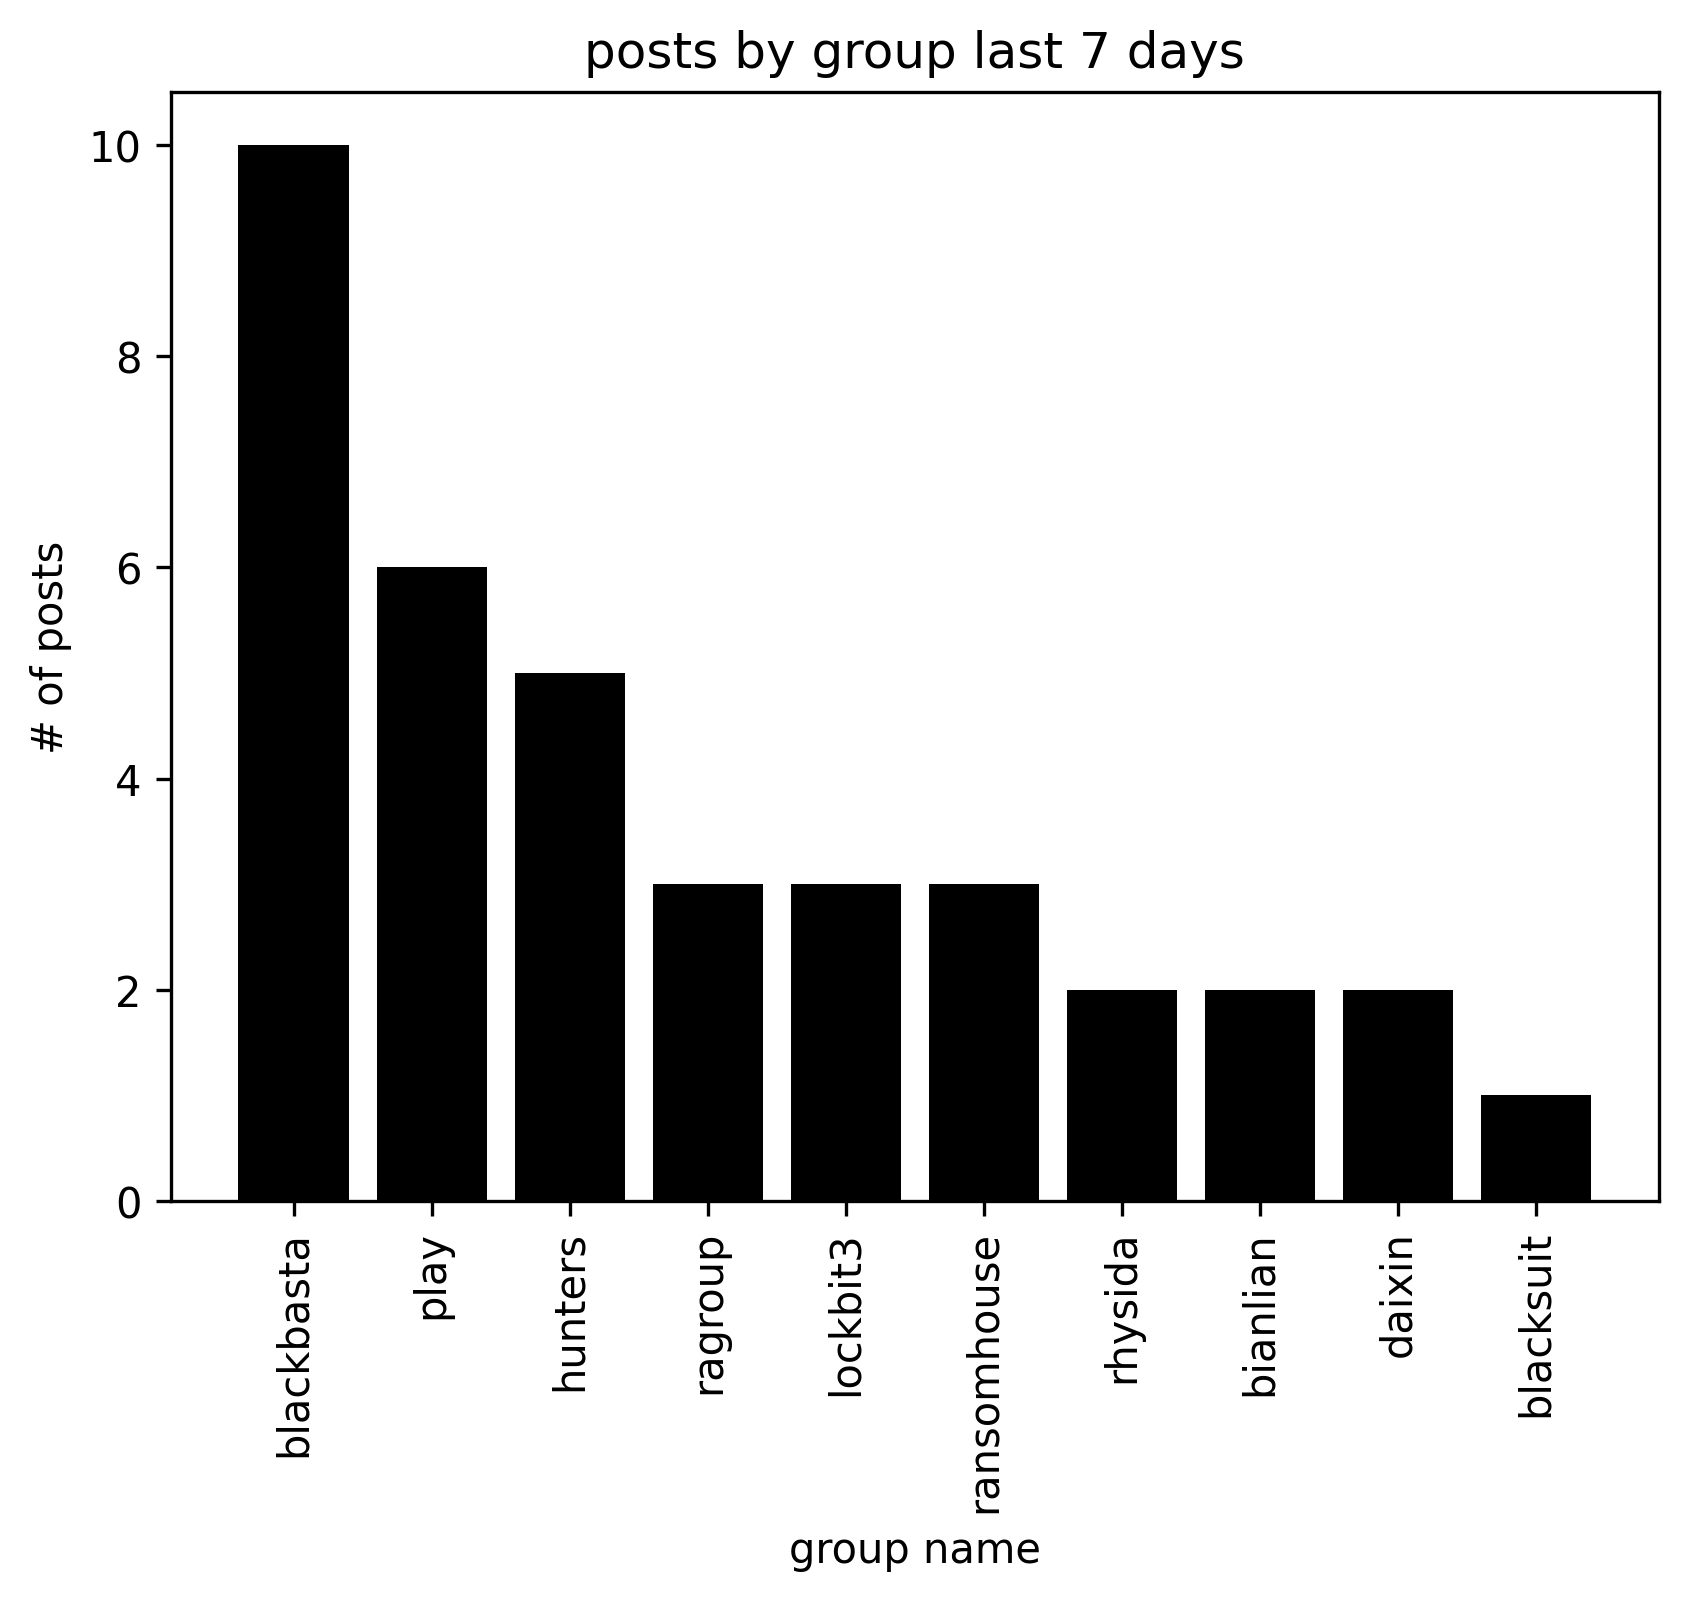 posts by group last 7 days
# of posts
10
8
6
4
2
0
blackbasta
play
hunters
ragroup
lockbit3
ransomhouse
rhysida
bianlian
daixin
blacksuit
group name